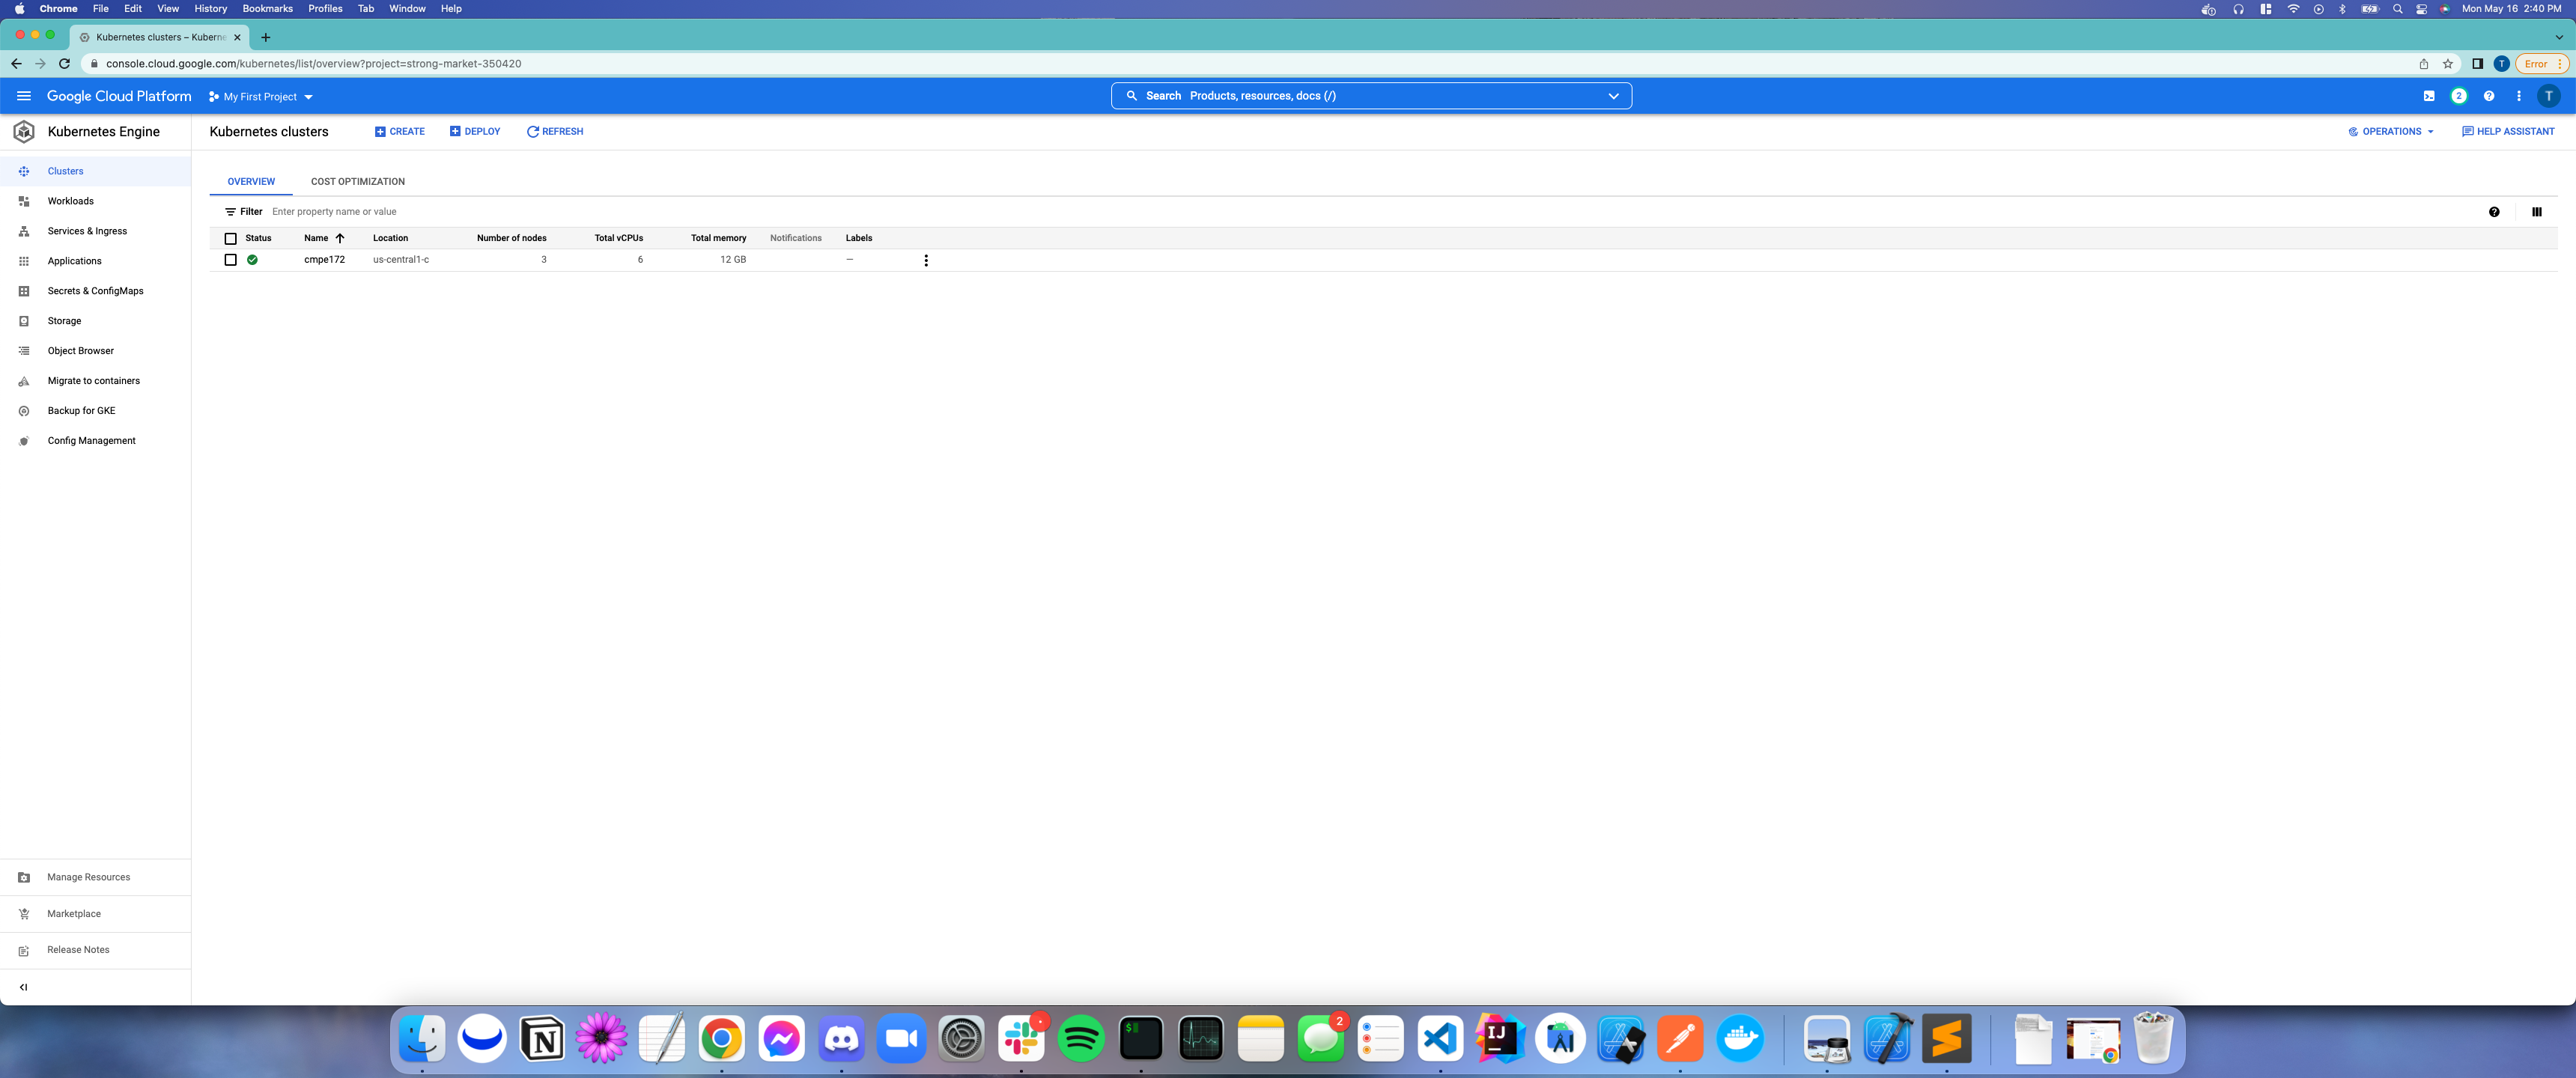 Chrome File Edit View History Bookmarks Profiles Tab Window Help Mon May 16 2:40 PM
Kubernetes clusters – Kuberne
console.cloud.google.com/kubernetes/list/overview?project=strong-market-350420 T Error
Google Cloud Platform My First Project Search Products, resources, docs (/) 2 T
Kubernetes Engine Kubernetes clusters CREATE DEPLOY REFRESH OPERATIONS HELP ASSISTANT
Clusters
Workloads
Services & Ingress
Applications
Secrets & ConfigMaps
Storage
Object Browser
Migrate to containers
Backup for GKE
Config Management
OVERVIEW COST OPTIMIZATION
Filter Enter property name or value
Status Name Location Number of nodes Total vCPUs Total memory Notifications Labels
cmpe172 us-central1-c 3 6 12 GB —
Manage Resources
Marketplace
Release Notes
N $ 2 IJ